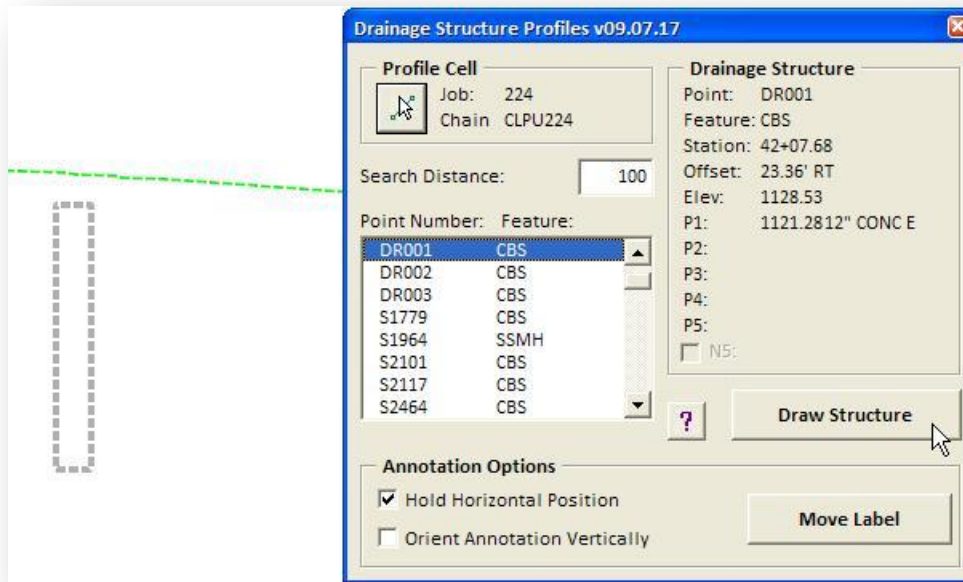 Drainage Structure Profiles v09.07.17
Profile Cell
Job: 224
Chain CLPU224
Search Distance: 100
Point Number: Feature:
DR001 CBS
DR002 CBS
DR003 CBS
S1779 CBS
S1964 SSMH
S2101 CBS
S2117 CBS
S2464 CBS
Drainage Structure
Point: DR001
Feature: CBS
Station: 42+07.68
Offset: 23.36' RT
Elev: 1128.53
P1: 1121.2812" CONC E
P2:
P3:
P4:
P5:
N5:
?
Draw Structure
Annotation Options
Hold Horizontal Position
Orient Annotation Vertically
Move Label